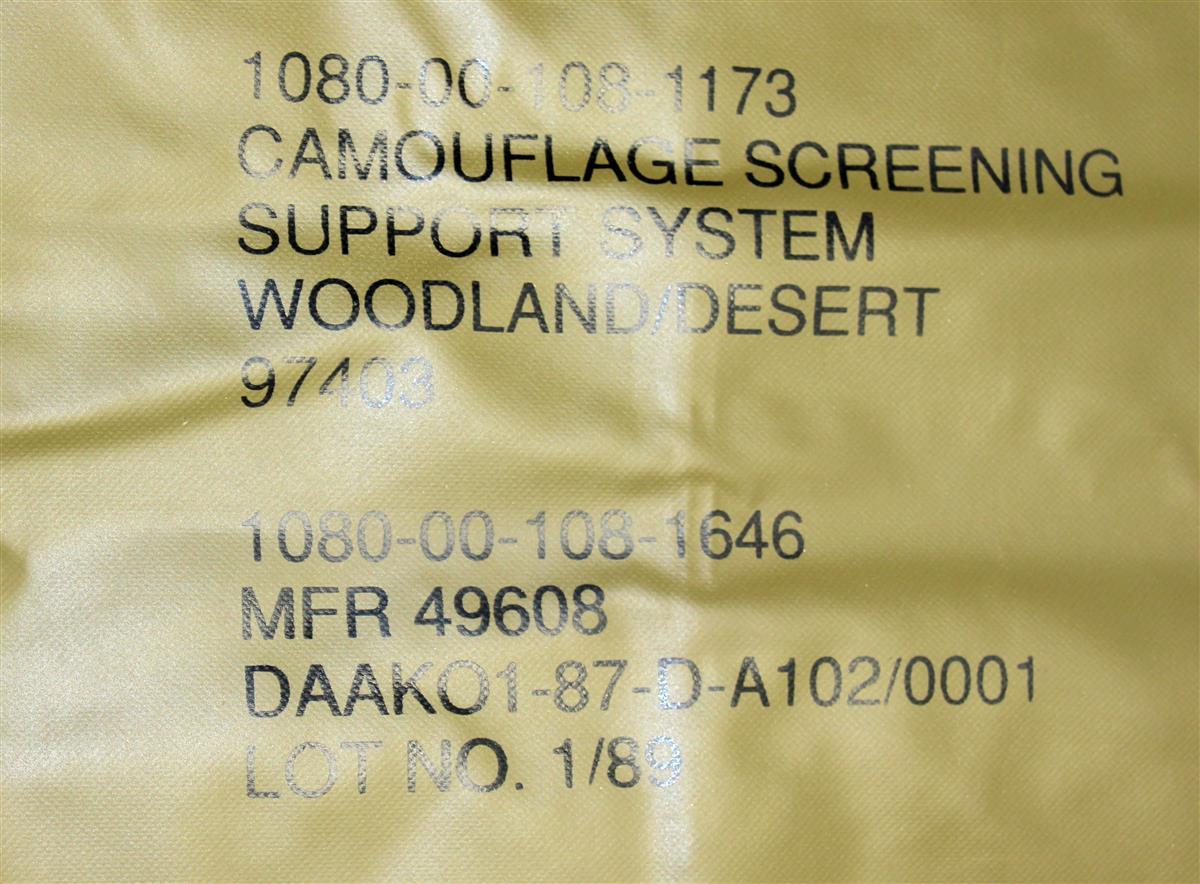 1080-00-108-1173
CAMOUFLAGE SCREENING
SUPPORT SYSTEM
WOODLAND/DESERT
97403
1080-00-108-1646
MFR 49608
DAAKO1-87-D-A102/0001
LOT NO. 1/89